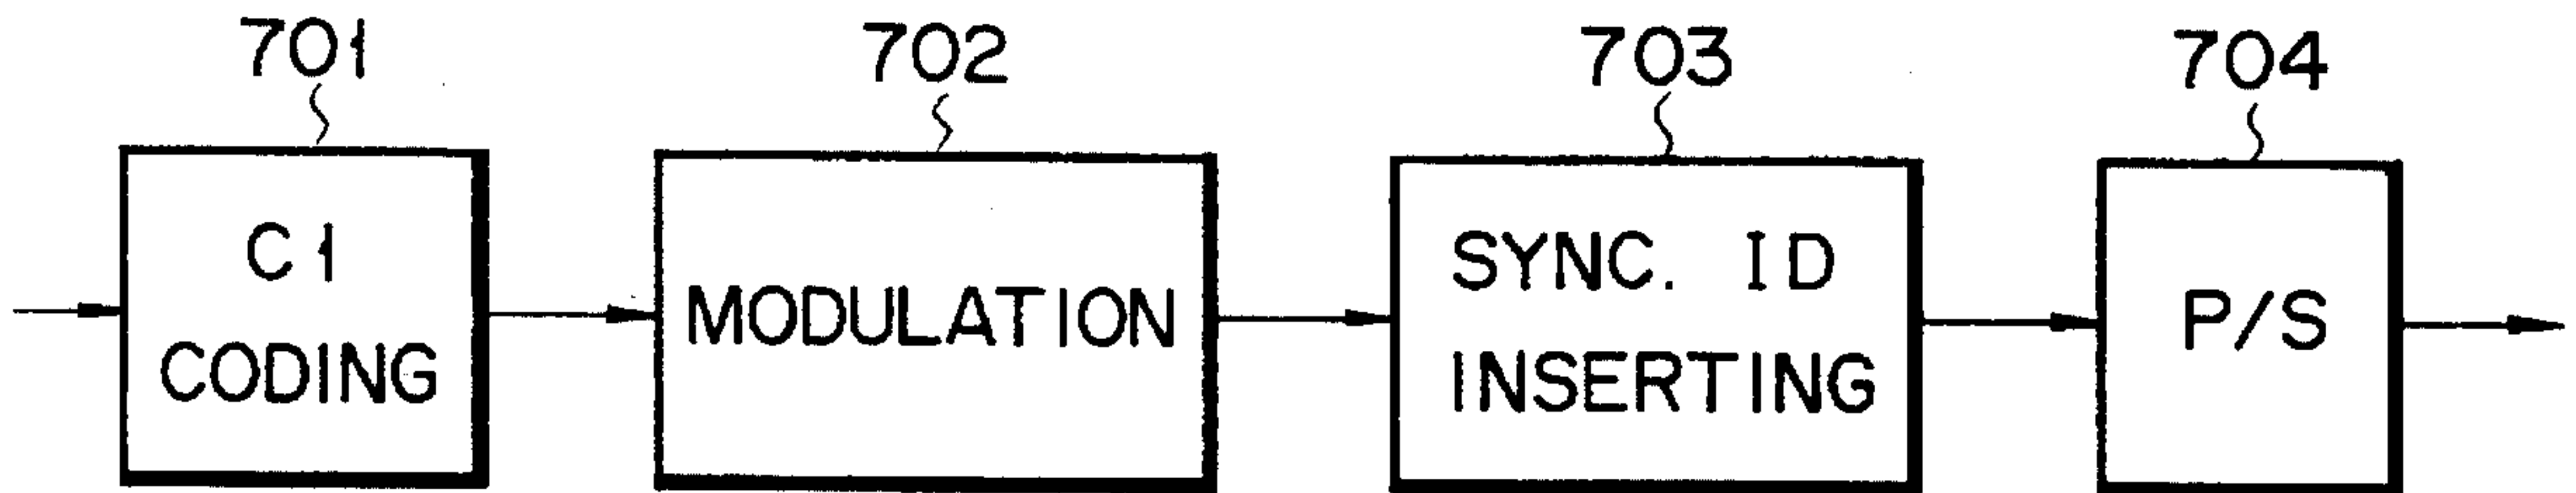 701
702
703
704
C1
CODING
MODULATION
SYNC. ID
INSERTING
P/S